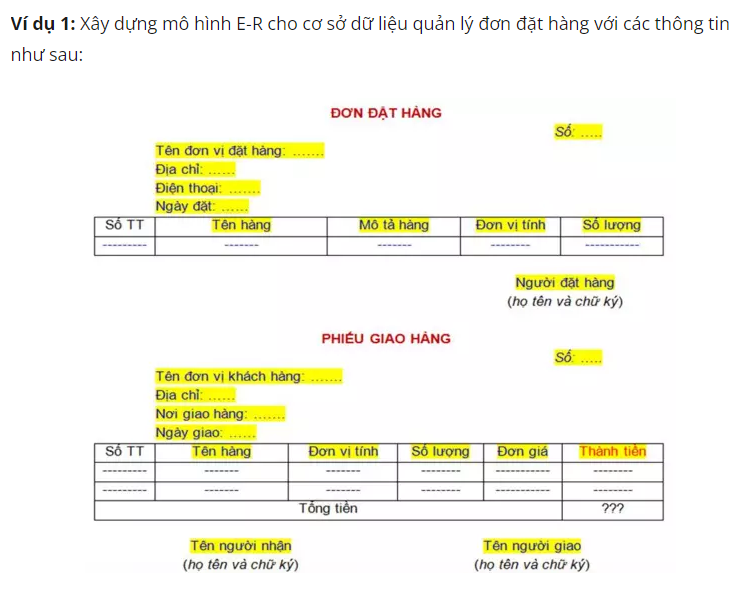 Ví dụ 1: Xây dựng mô hình E-R cho cơ sở dữ liệu quản lý đơn đặt hàng với các thông tin
như sau:
ĐƠN ĐẶT HÀNG
Số: .....
Tên đơn vị đặt hàng: .......
Địa chỉ: ......
Điện thoại: .......
Ngày đặt: ......
Số TT Tên hàng Mô tả hàng Đơn vị tính Số lượng
--------- ------- ------- -------- -----------
Người đặt hàng
(họ tên và chữ ký)
PHIẾU GIAO HÀNG
Số: .....
Tên đơn vị khách hàng: .......
Địa chỉ: ......
Nơi giao hàng: .......
Ngày giao: ......
Số TT Tên hàng Đơn vị tính Số lượng Đơn giá Thành tiền
--------- ------- ------- -------- ----------- --------
--------- ------- ------- -------- ----------- --------
Tổng tiền ???
Tên người nhận Tên người giao
(họ tên và chữ ký) (họ tên và chữ ký)